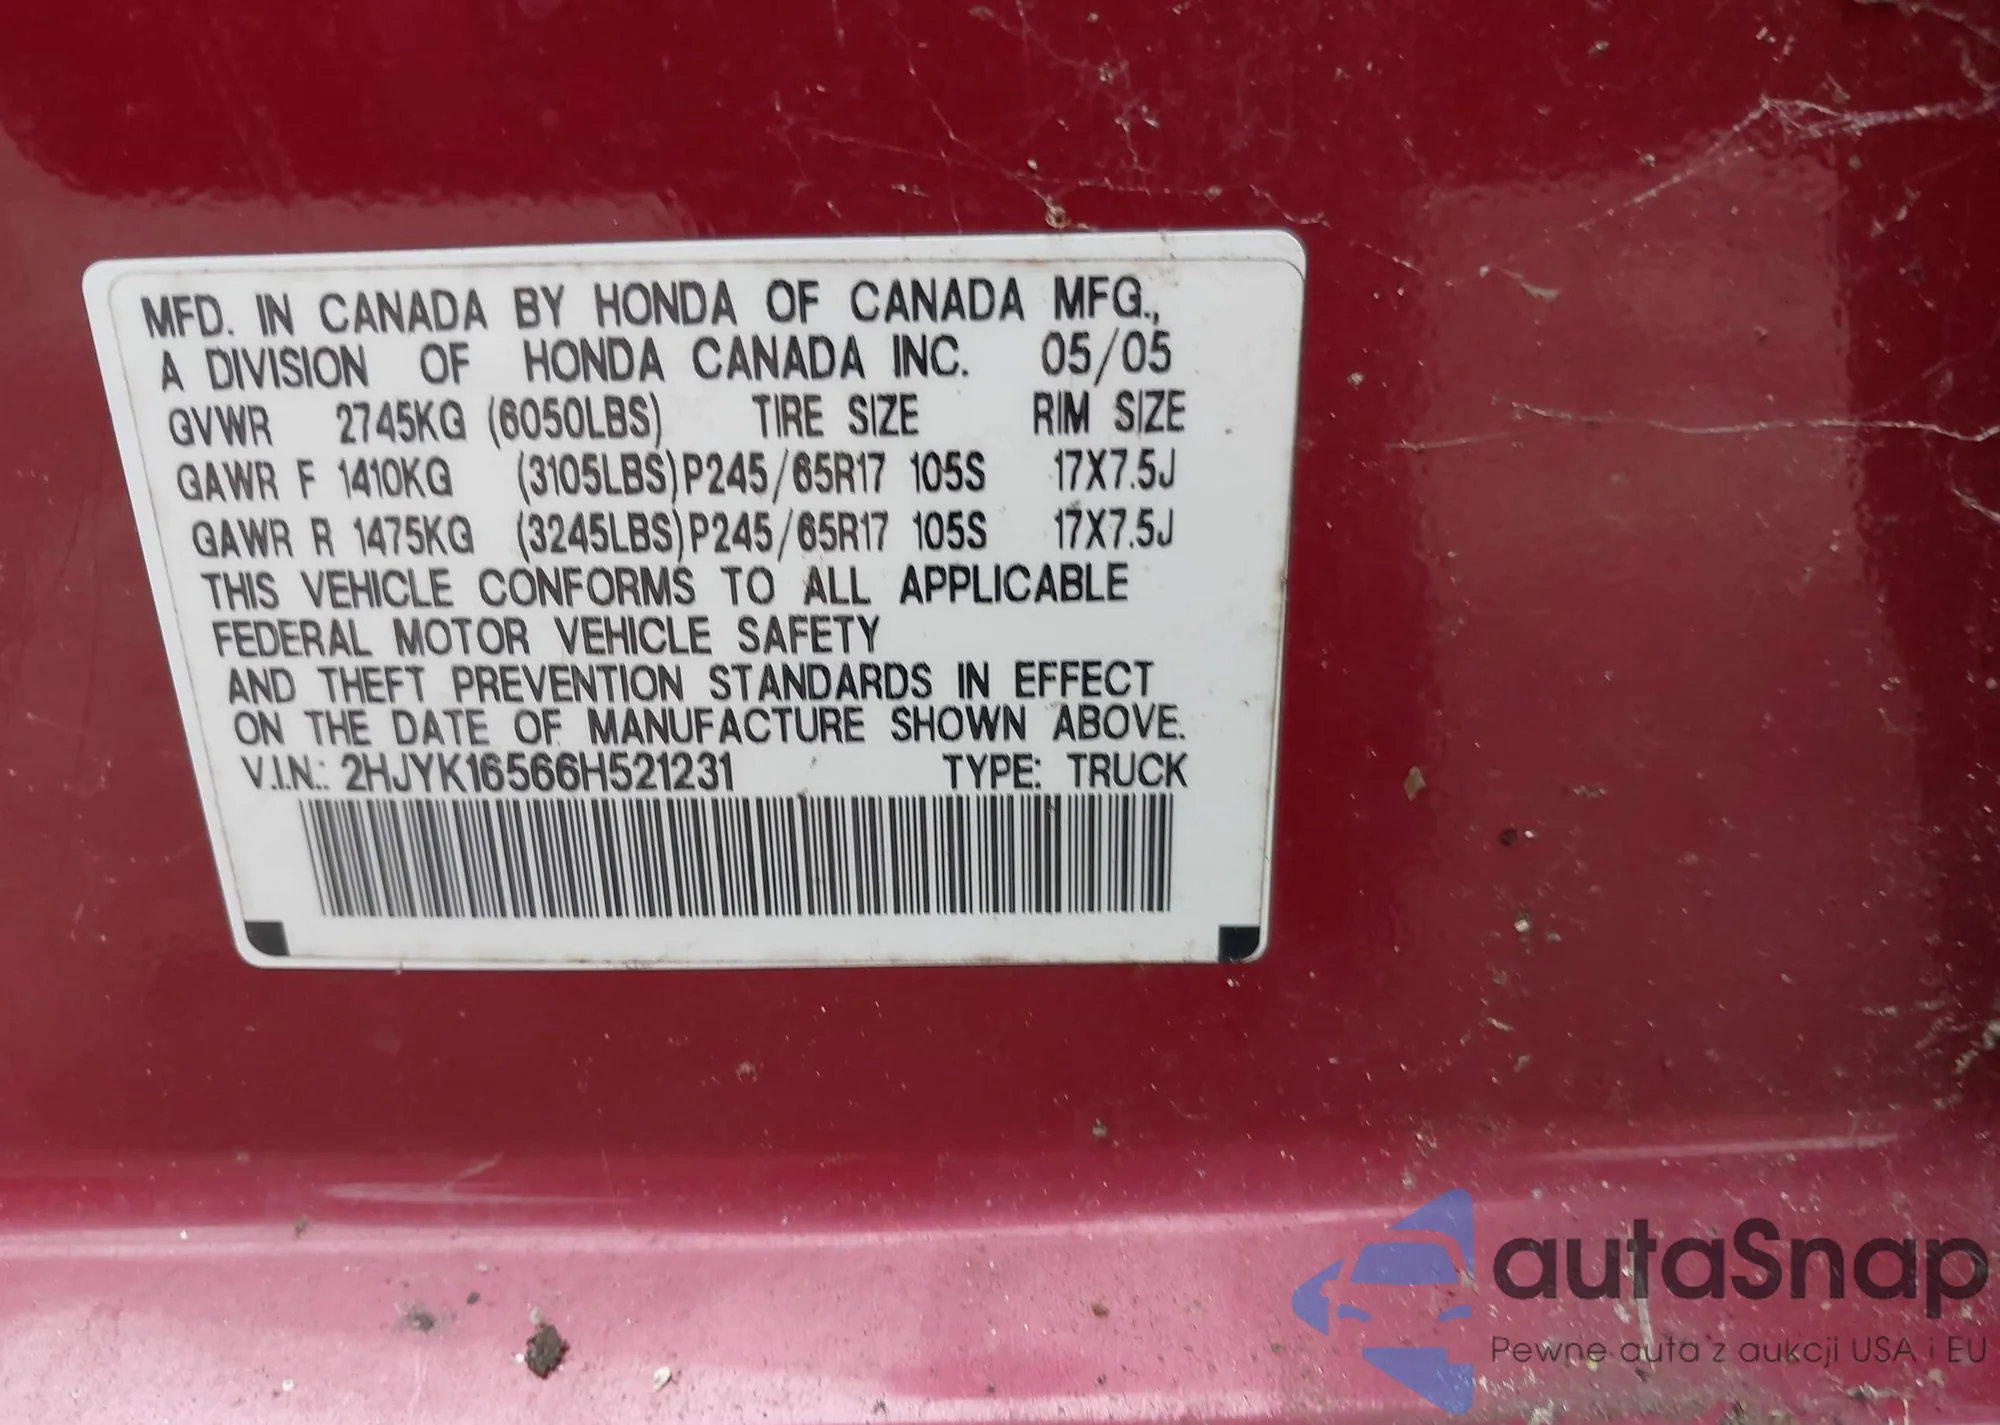 MFD. IN CANADA BY HONDA OF CANADA MFG.,
A DIVISION OF HONDA CANADA INC. 05/05
GVWR 2745KG (6050LBS) TIRE SIZE RIM SIZE
GAWR F 1410KG (3105LBS) P245/65R17 105S 17X7.5J
GAWR R 1475KG (3245LBS) P245/65R17 105S 17X7.5J
THIS VEHICLE CONFORMS TO ALL APPLICABLE
FEDERAL MOTOR VEHICLE SAFETY
AND THEFT PREVENTION STANDARDS IN EFFECT
ON THE DATE OF MANUFACTURE SHOWN ABOVE.
V.I.N.: 2HJYK16566H521231 TYPE: TRUCK
autaSnap
Pewne auta z aukcji USA i EU